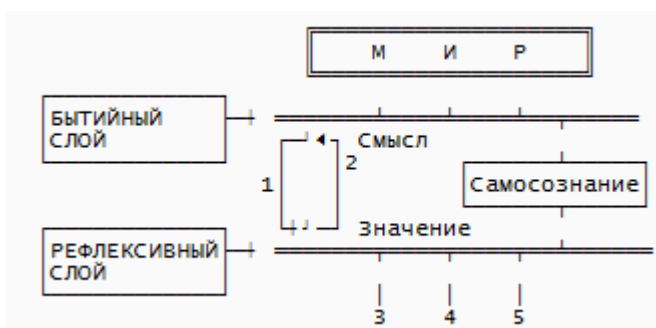 М И Р
БЫТИЙНЫЙ
СЛОЙ
Смысл
2
1
Самосознание
Значение
РЕФЛЕКСИВНЫЙ
СЛОЙ
3 4 5